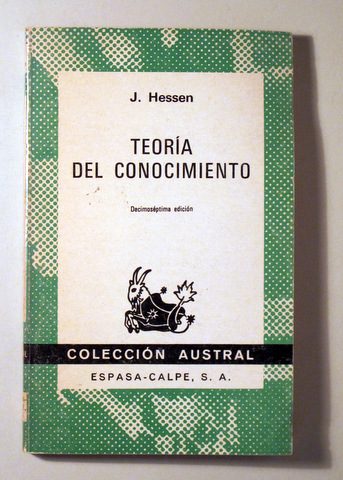 J. Hessen
TEORÍA
DEL CONOCIMIENTO
Decimoséptima edición
COLECCIÓN AUSTRAL
ESPASA-CALPE, S. A.